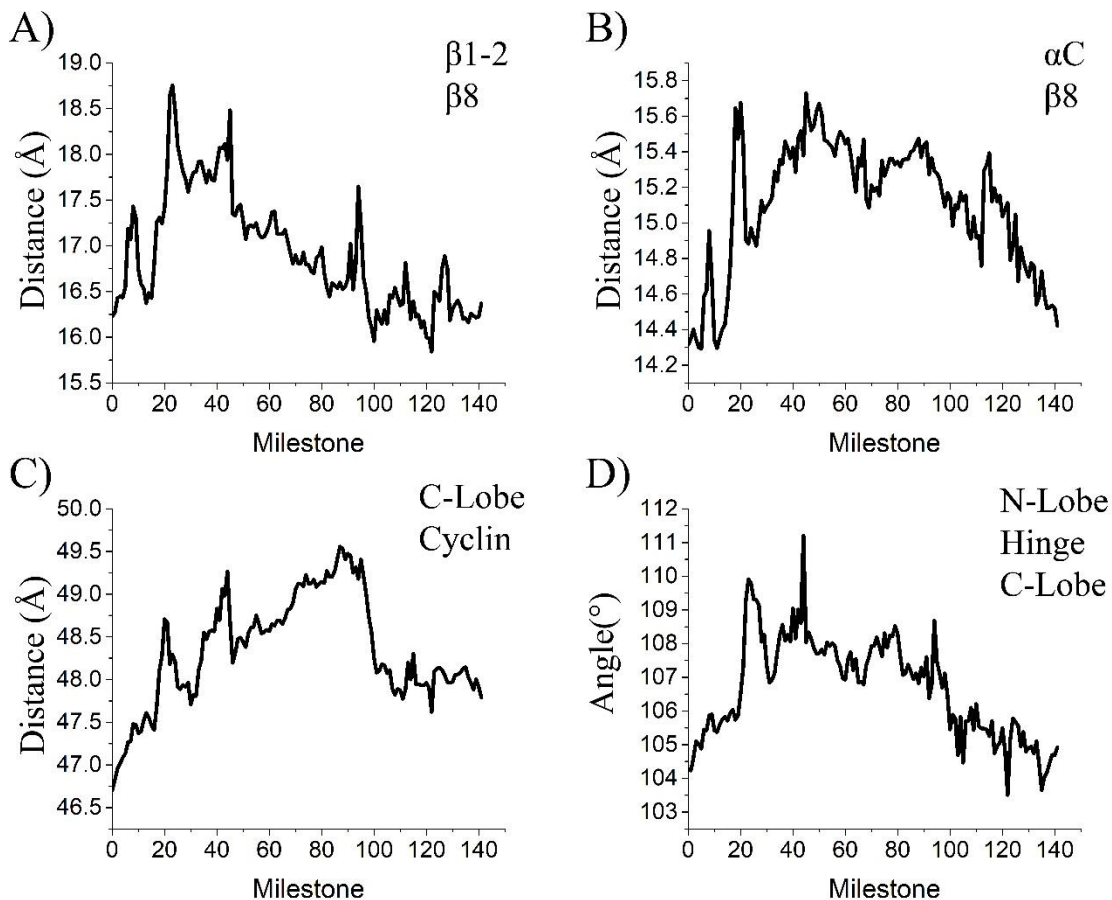 A)
β1-2
β8
19.0
18.5
18.0
17.5
17.0
16.5
16.0
15.5
Distance (Å)
0 20 40 60 80 100 120 140
Milestone
B)
αC
β8
15.8
15.6
15.4
15.2
15.0
14.8
14.6
14.4
14.2
Distance (Å)
0 20 40 60 80 100 120 140
Milestone
C)
C-Lobe
Cyclin
50.0
49.5
49.0
48.5
48.0
47.5
47.0
46.5
Distance (Å)
0 20 40 60 80 100 120 140
Milestone
D)
N-Lobe
Hinge
C-Lobe
112
111
110
109
108
107
106
105
104
103
Angle(°)
0 20 40 60 80 100 120 140
Milestone